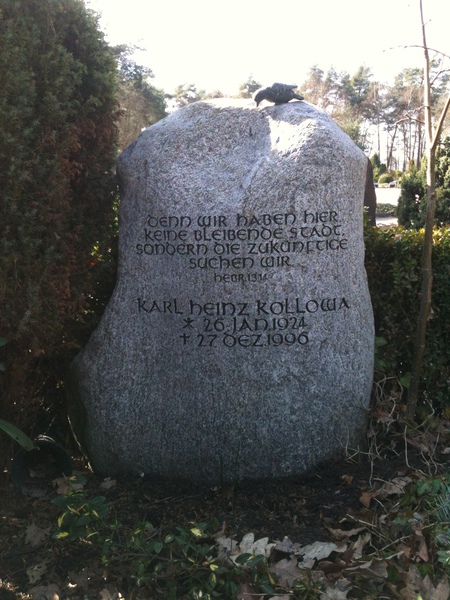 DENN WIR HABEN HIER
KEINE BLEIBENDE STADT
SONDERN DIE ZUKÜNFTIGE
SUCHEN WIR
HEBR. 13.14
KARL HEINZ KOLLOWA
* 26. JAN. 1924
† 27. DEZ. 1996